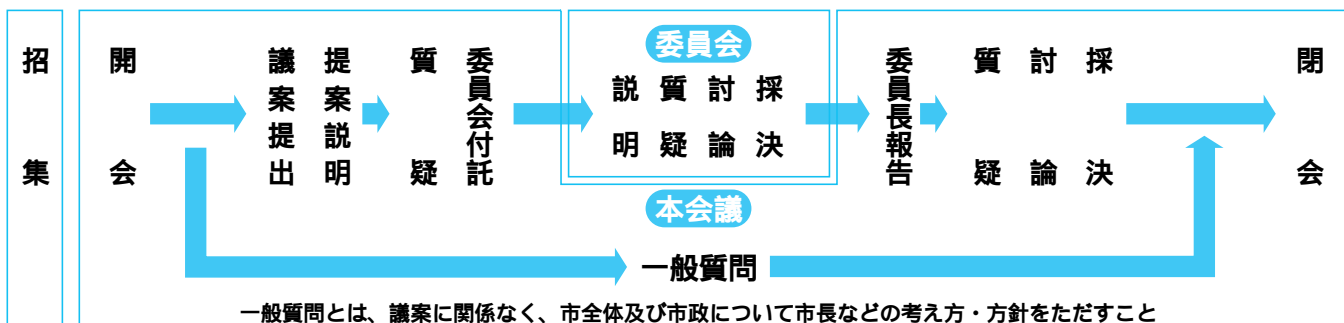 招集
開会
議案提出
提案説明
質疑
委員会付託
委員会
説明
質疑
討論
採決
委員長報告
質疑
討論
採決
閉会
本会議
一般質問
一般質問とは、議案に関係なく、市全体及び市政について市長などの考え方・方針をただすこと